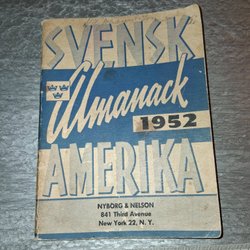 SVENSK
Almanack
1952
AMERIKA
NYBORG & NELSON
841 Third Avenue
New York 22, N. Y.